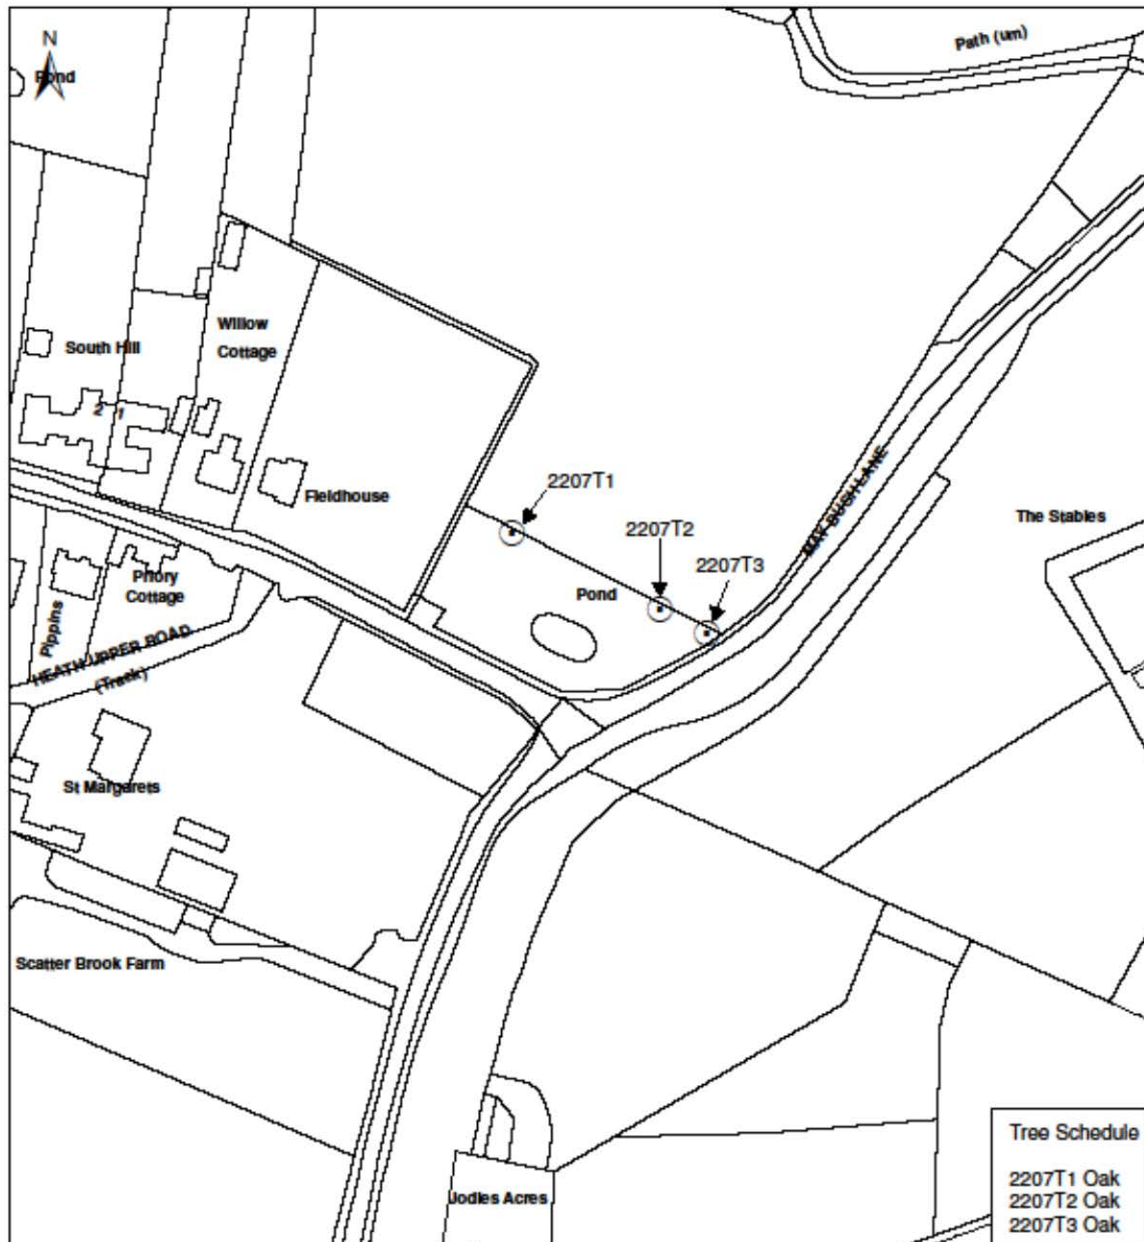 N
Pond
Path (um)
Willow
Cottage
South Hill
2 1
Fieldhouse
2207T1
2207T2
2207T3
MAY BUSH LANE
The Stables
Pond
Priory
Cottage
Pippins
HEATH UPPER ROAD
(Track)
St Margarets
Scatter Brook Farm
Jodies Acres
Tree Schedule
2207T1 Oak
2207T2 Oak
2207T3 Oak